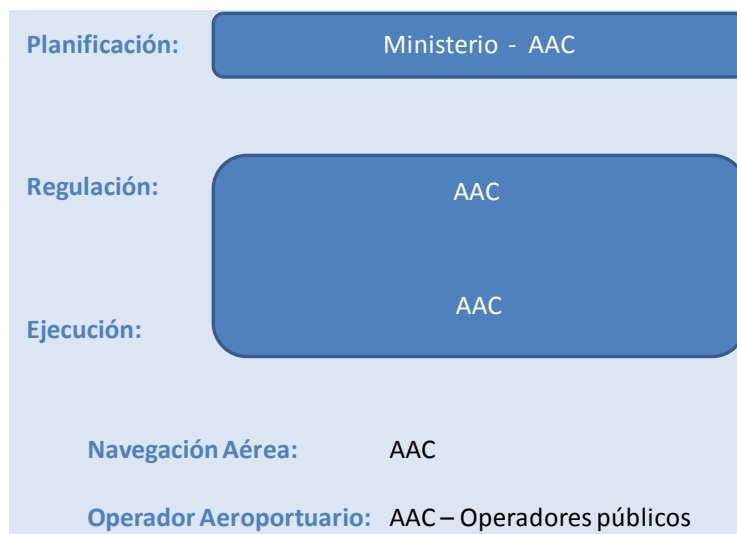 Planificación: Ministerio - AAC
Regulación: AAC
AAC
Ejecución:
Navegación Aérea: AAC
Operador Aeroportuario: AAC – Operadores públicos